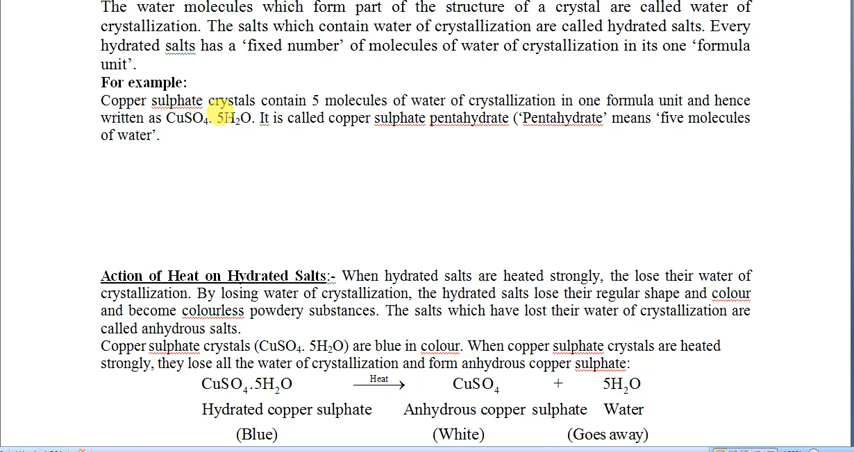 The water molecules which form part of the structure of a crystal are called water of
crystallization. The salts which contain water of crystallization are called hydrated salts. Every
hydrated salts has a ‘fixed number’ of molecules of water of crystallization in its one ‘formula
unit’.
For example:
Copper sulphate crystals contain 5 molecules of water of crystallization in one formula unit and hence
written as CuSO₄. 5H₂O. It is called copper sulphate pentahydrate (‘Pentahydrate’ means ‘five molecules
of water’.
Action of Heat on Hydrated Salts:- When hydrated salts are heated strongly, the lose their water of
crystallization. By losing water of crystallization, the hydrated salts lose their regular shape and colour
and become colourless powdery substances. The salts which have lost their water of crystallization are
called anhydrous salts.
Copper sulphate crystals (CuSO₄. 5H₂O) are blue in colour. When copper sulphate crystals are heated
strongly, they lose all the water of crystallization and form anhydrous copper sulphate:
CuSO₄.5H₂O Heat → CuSO₄ + 5H₂O
Hydrated copper sulphate Anhydrous copper sulphate Water
(Blue) (White) (Goes away)